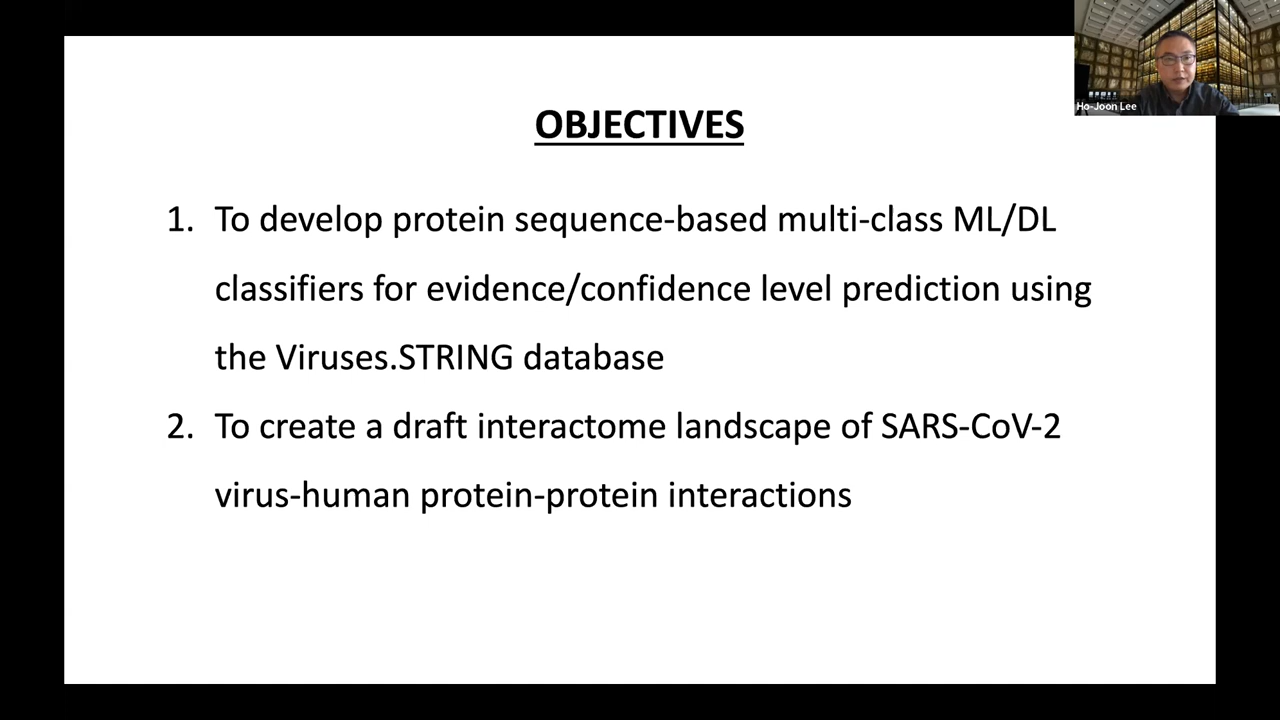 Ho-Joon Lee
OBJECTIVES
1. To develop protein sequence-based multi-class ML/DL
classifiers for evidence/confidence level prediction using
the Viruses.STRING database
2. To create a draft interactome landscape of SARS-CoV-2
virus-human protein-protein interactions